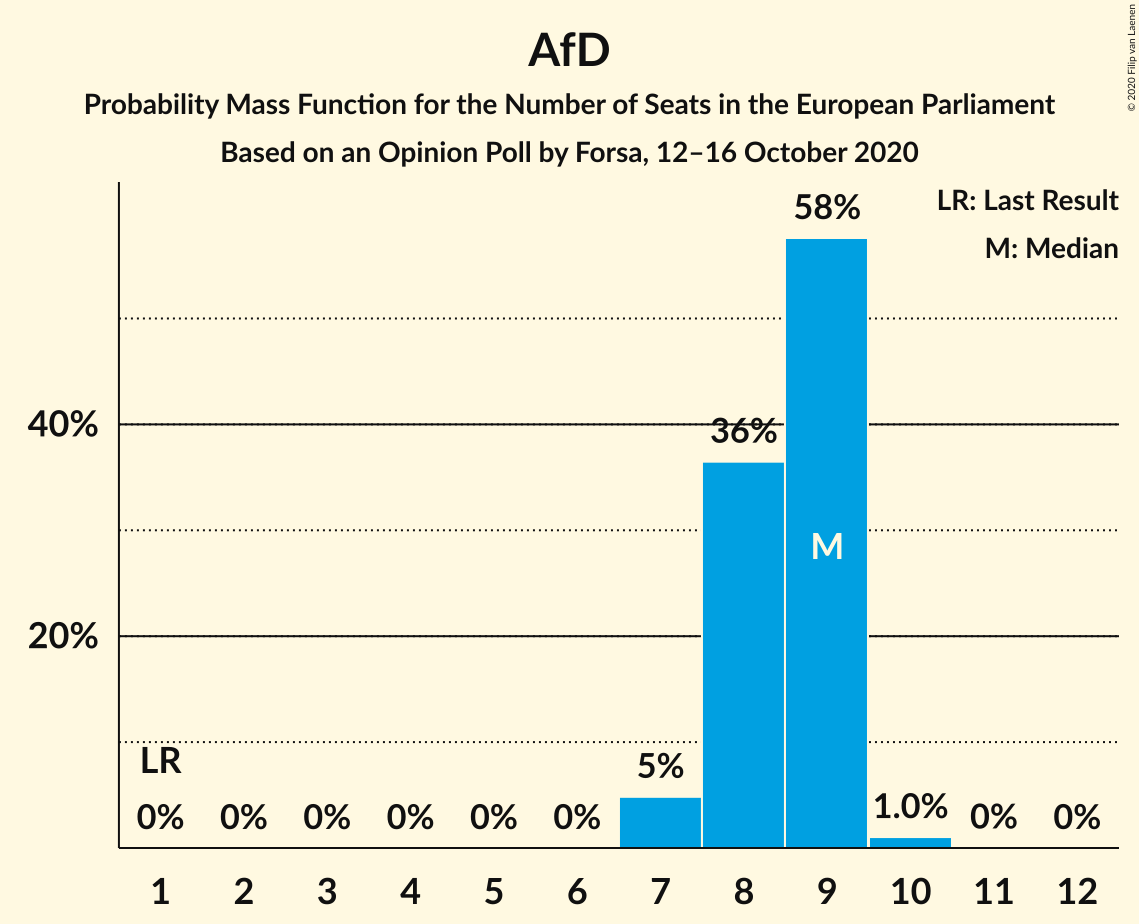 AfD
Probability Mass Function for the Number of Seats in the European Parliament
Based on an Opinion Poll by Forsa, 12–16 October 2020
© 2020 Filip van Laenen
LR: Last Result
M: Median
58%
40%
36%
M
20%
LR
5%
0% 0% 0% 0% 0% 0% 1.0% 0% 0%
1 2 3 4 5 6 7 8 9 10 11 12